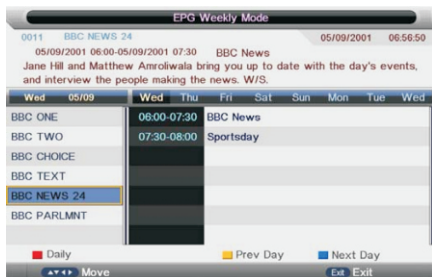 EPG Weekly Mode
0011 BBC NEWS 24 05/09/2001 06:56:50
05/09/2001 06:00-05/09/2001 07:30 BBC News
Jane Hill and Matthew Amroliwala bring you up to date with the day's events,
and interview the people making the news. W/S.
Wed 05/09 Wed Thu Fri Sat Sun Mon Tue Wed
BBC ONE 06:00-07:30 BBC News
BBC TWO 07:30-08:00 Sportsday
BBC CHOICE
BBC TEXT
BBC NEWS 24
BBC PARLMNT
Daily Prev Day Next Day
Move Exit Exit